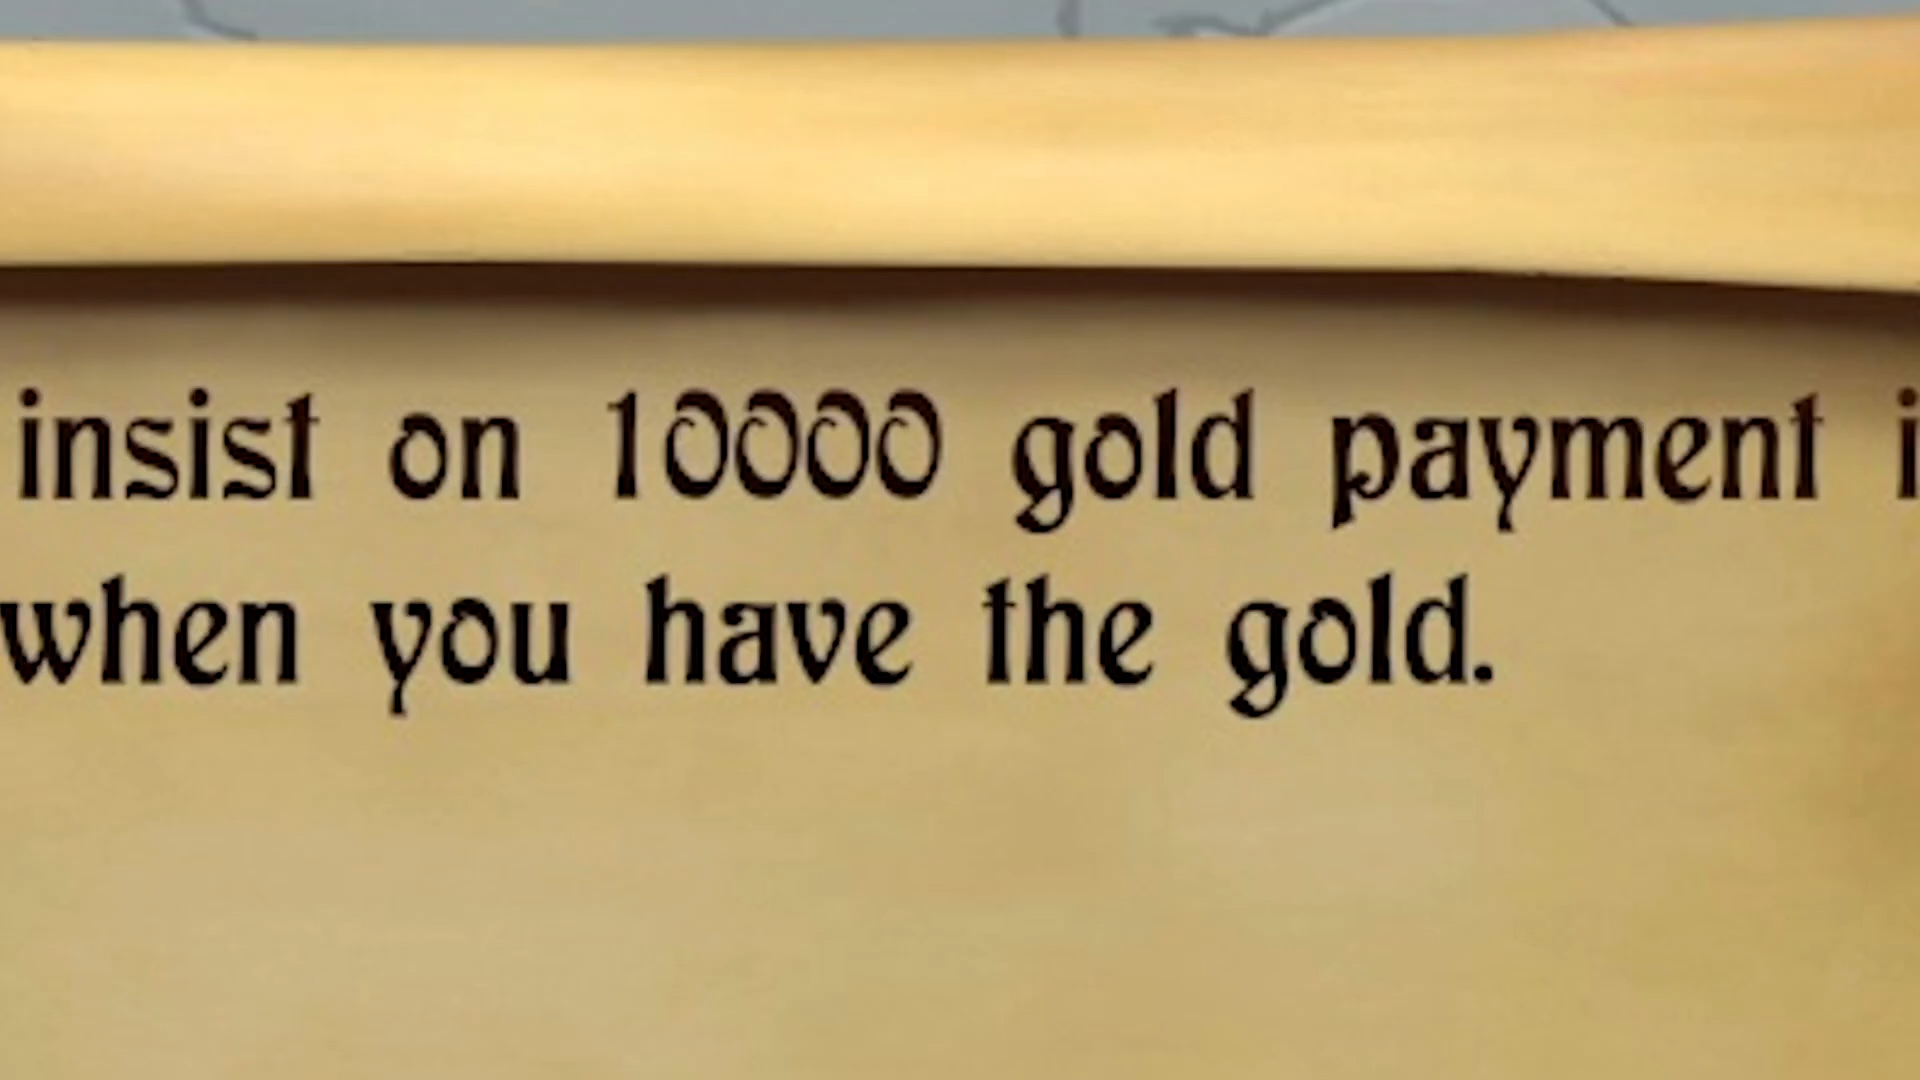 insist on 10000 gold payment
when you have the gold.